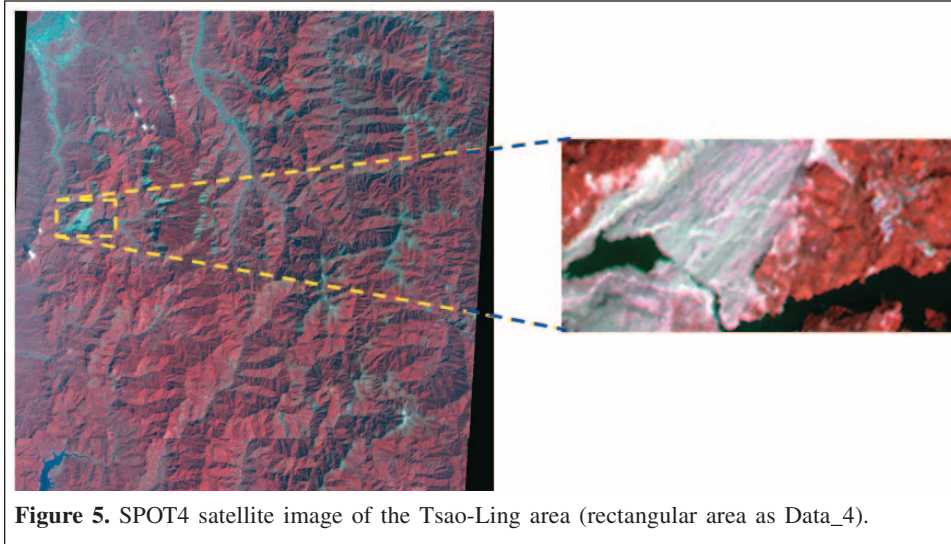 Figure 5. SPOT4 satellite image of the Tsao-Ling area (rectangular area as Data_4).